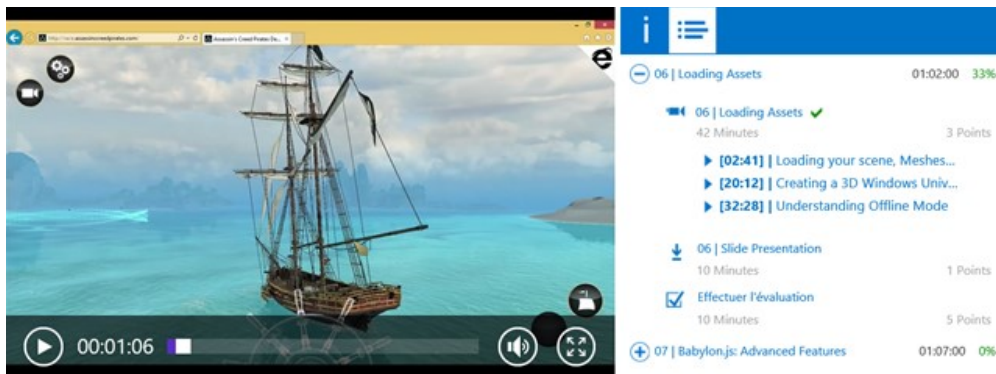 http://race.assassinscreedpirates.com/
Assassin's Creed Pirates De...
00:01:06
i
06 | Loading Assets 01:02:00 33%
06 | Loading Assets
42 Minutes 3 Points
[02:41] | Loading your scene, Meshes...
[20:12] | Creating a 3D Windows Univ...
[32:28] | Understanding Offline Mode
06 | Slide Presentation
10 Minutes 1 Points
Effectuer l'évaluation
10 Minutes 5 Points
07 | Babylon.js: Advanced Features 01:07:00 0%